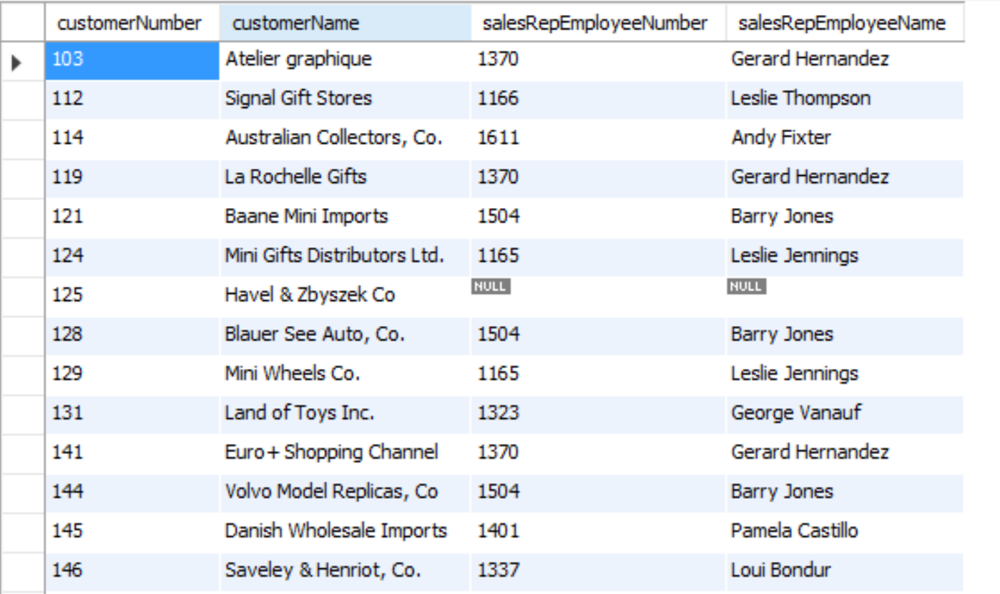 customerNumber customerName salesRepEmployeeNumber salesRepEmployeeName
103 Atelier graphique 1370 Gerard Hernandez
112 Signal Gift Stores 1166 Leslie Thompson
114 Australian Collectors, Co. 1611 Andy Fixter
119 La Rochelle Gifts 1370 Gerard Hernandez
121 Baane Mini Imports 1504 Barry Jones
124 Mini Gifts Distributors Ltd. 1165 Leslie Jennings
125 Havel & Zbyszek Co NULL NULL
128 Blauer See Auto, Co. 1504 Barry Jones
129 Mini Wheels Co. 1165 Leslie Jennings
131 Land of Toys Inc. 1323 George Vanauf
141 Euro+ Shopping Channel 1370 Gerard Hernandez
144 Volvo Model Replicas, Co 1504 Barry Jones
145 Danish Wholesale Imports 1401 Pamela Castillo
146 Saveley & Henriot, Co. 1337 Loui Bondur